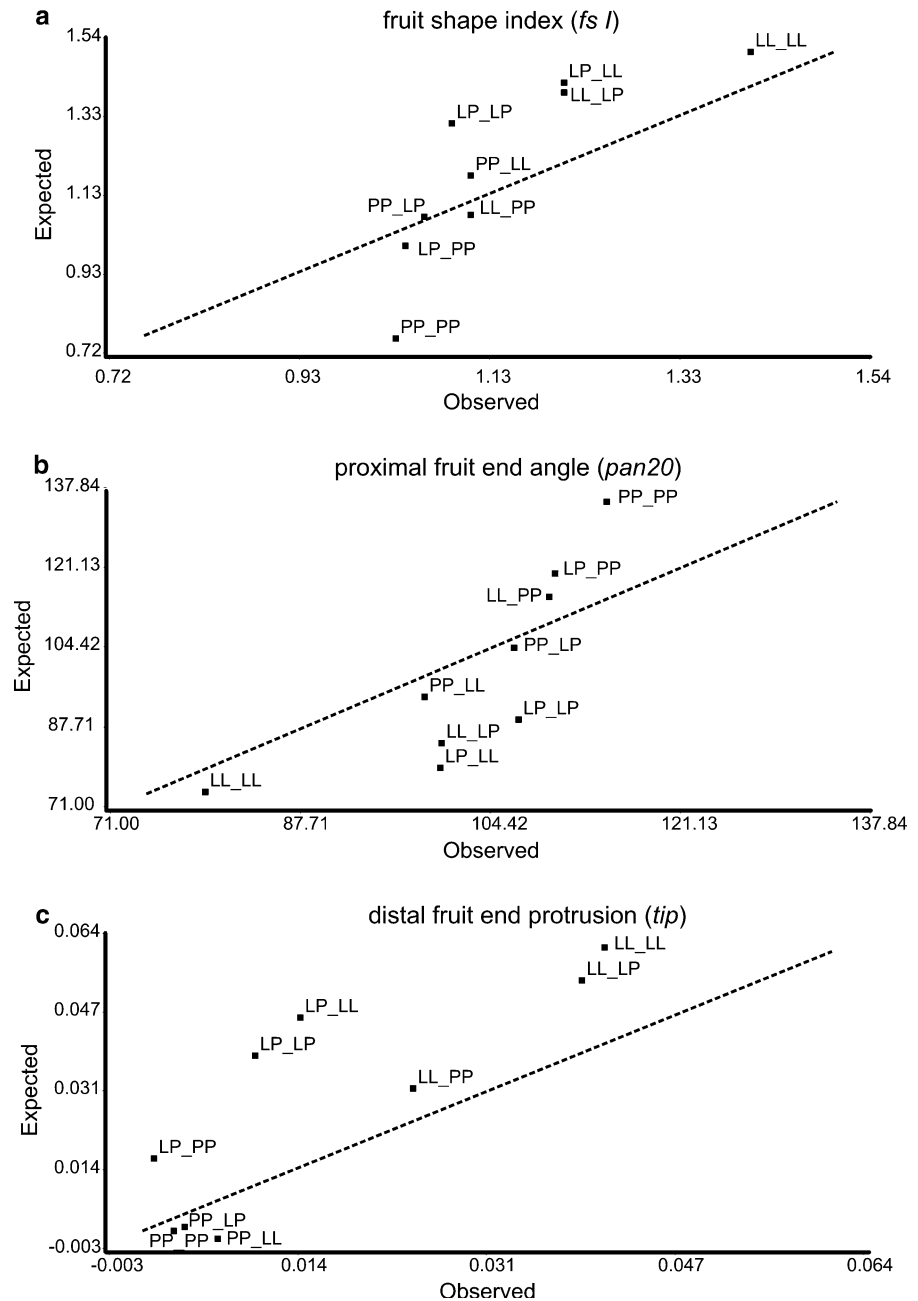 a
fruit shape index (fs I)
1.54
1.33
1.13
0.93
0.72
Expected
LL_LL
LP_LL
LL_LP
LP_LP
PP_LL
PP_LP
LL_PP
LP_PP
PP_PP
0.72 0.93 1.13 1.33 1.54
Observed
b
proximal fruit end angle (pan20)
137.84
121.13
104.42
87.71
71.00
Expected
PP_PP
LP_PP
LL_PP
PP_LP
PP_LL
LP_LP
LL_LP
LP_LL
LL_LL
71.00 87.71 104.42 121.13 137.84
Observed
c
distal fruit end protrusion (tip)
0.064
0.047
0.031
0.014
-0.003
Expected
LL_LL
LL_LP
LP_LL
LP_LP
LL_PP
LP_PP
PP_LP
PP_PP
PP_LL
-0.003 0.014 0.031 0.047 0.064
Observed